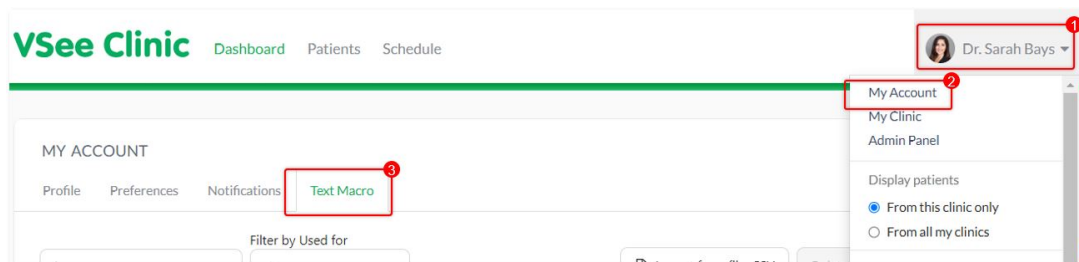 VSee Clinic Dashboard Patients Schedule
1
Dr. Sarah Bays
2
My Account
My Clinic
Admin Panel
MY ACCOUNT
3
Profile Preferences Notifications Text Macro
Display patients
From this clinic only
From all my clinics
Filter by Used for